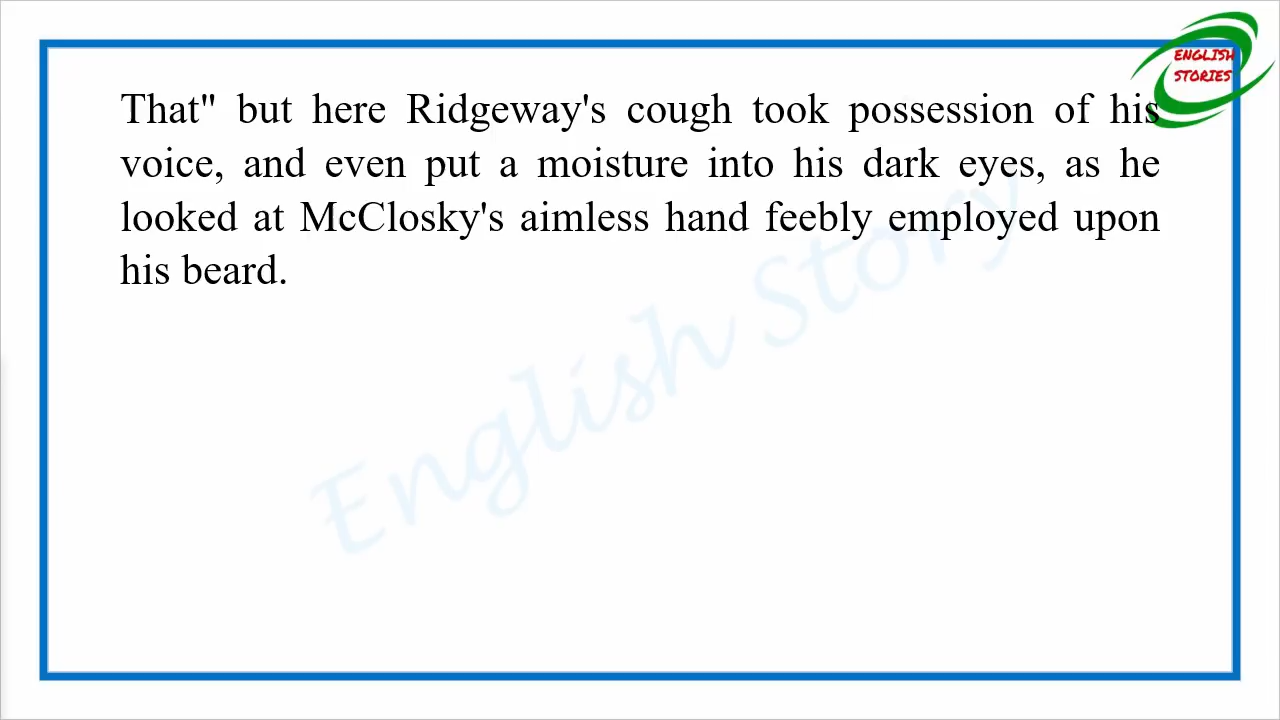 ENGLISH
STORIES
That" but here Ridgeway's cough took possession of his
voice, and even put a moisture into his dark eyes, as he
looked at McClosky's aimless hand feebly employed upon
his beard.
English Story